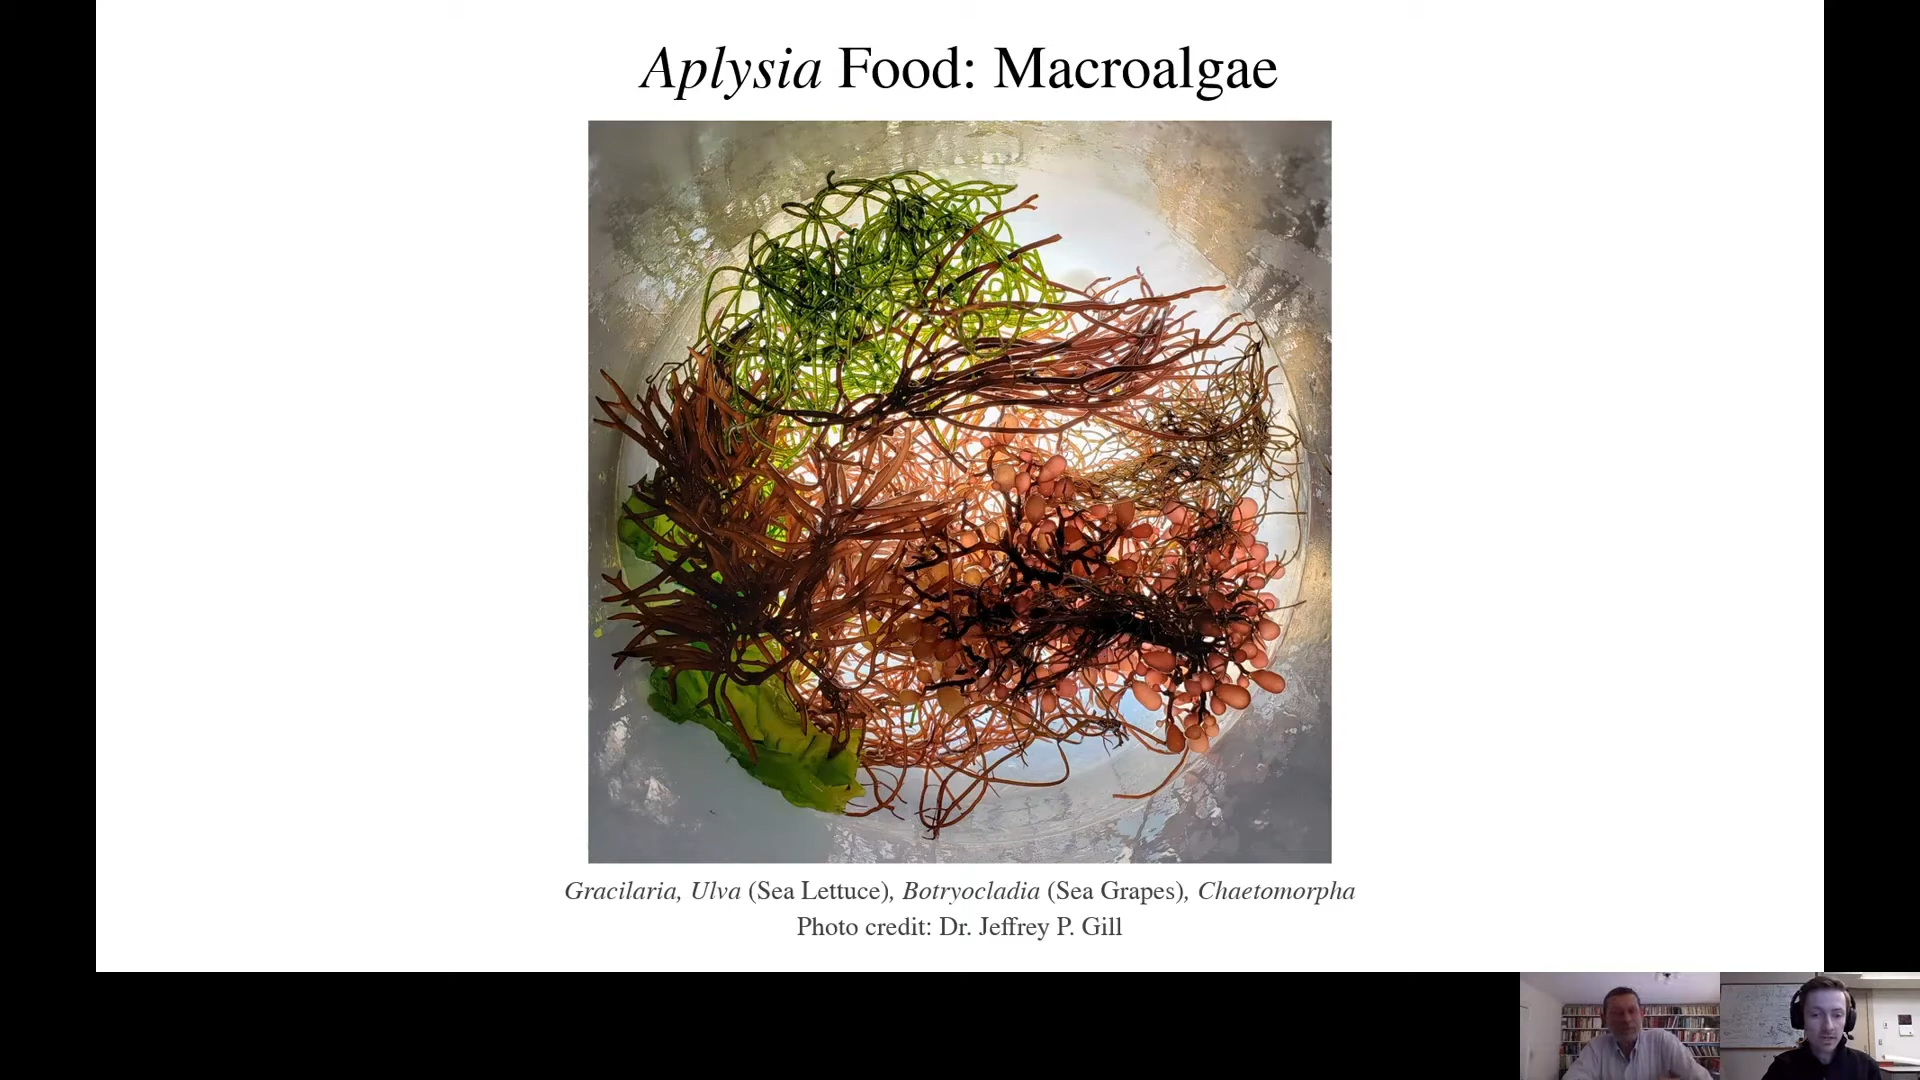 Aplysia Food: Macroalgae
Gracilaria, Ulva (Sea Lettuce), Botryocladia (Sea Grapes), Chaetomorpha
Photo credit: Dr. Jeffrey P. Gill